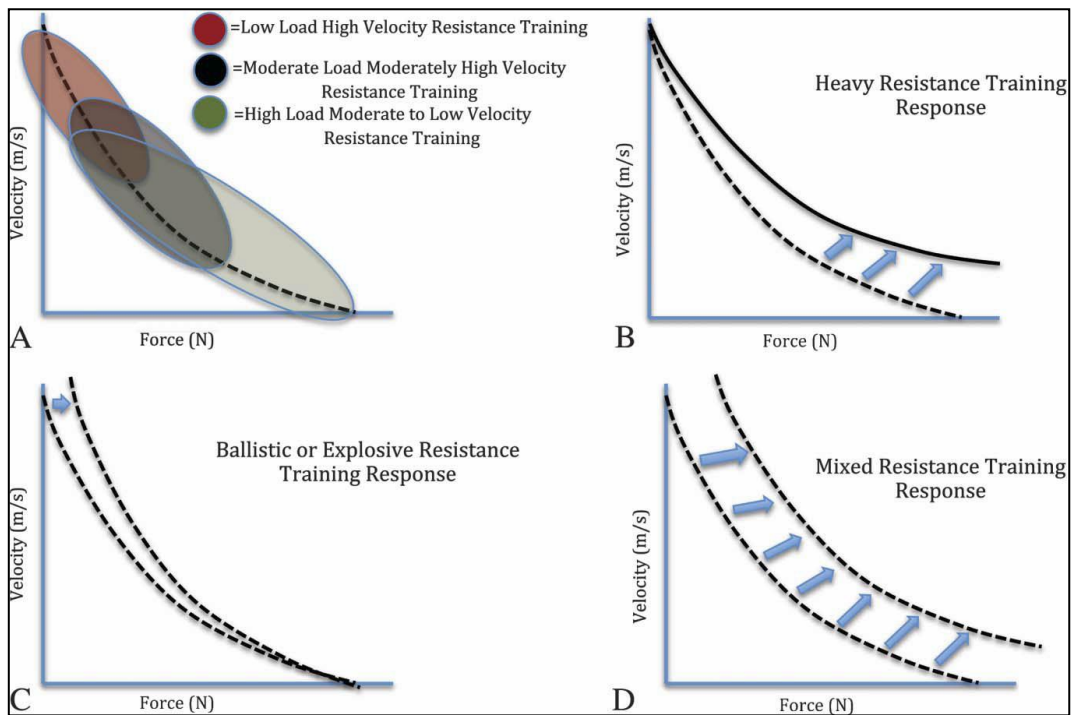 =Low Load High Velocity Resistance Training
=Moderate Load Moderately High Velocity
Resistance Training
=High Load Moderate to Low Velocity
Resistance Training
Velocity (m/s)
A
Force (N)
Heavy Resistance Training
Response
Velocity (m/s)
B
Force (N)
Ballistic or Explosive Resistance
Training Response
Velocity (m/s)
C
Force (N)
Mixed Resistance Training
Response
Velocity (m/s)
D
Force (N)